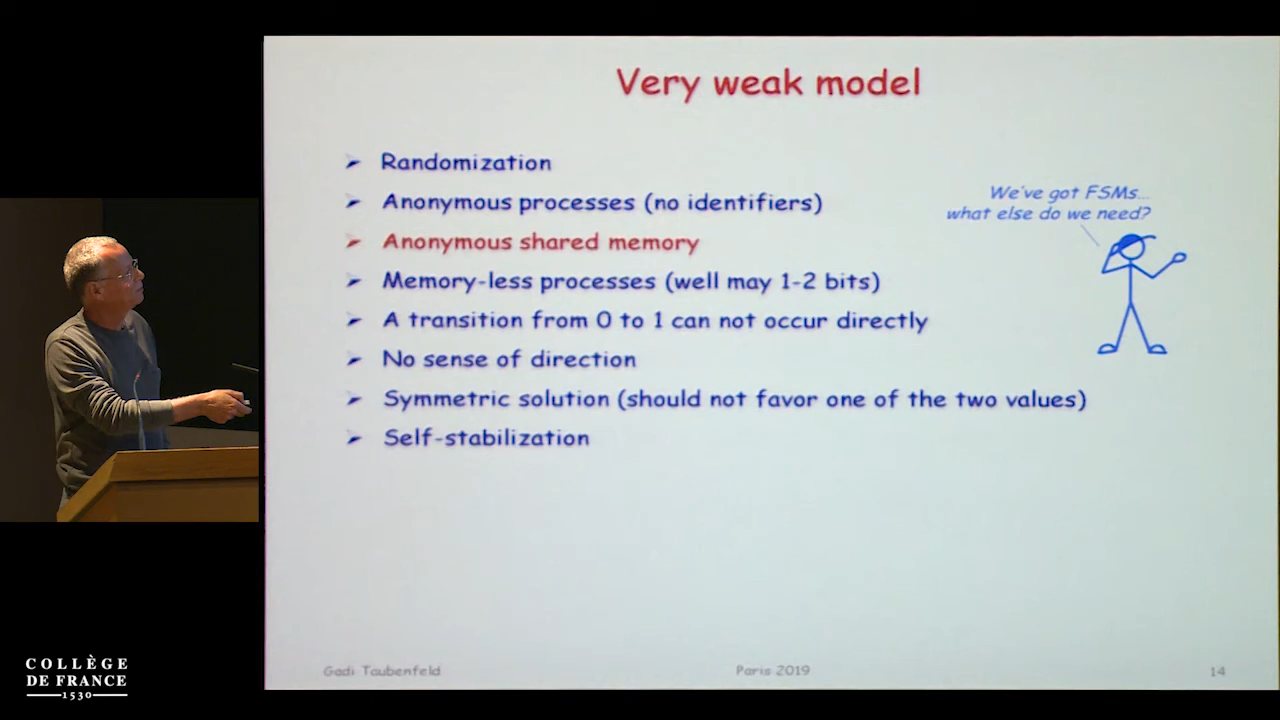 Very weak model
Randomization
Anonymous processes (no identifiers)
Anonymous shared memory
Memory-less processes (well may 1-2 bits)
A transition from 0 to 1 can not occur directly
No sense of direction
Symmetric solution (should not favor one of the two values)
Self-stabilization
We've got FSMs...
what else do we need?
Gadi Taubenfeld
Paris 2019
14
COLLÈGE
DE FRANCE
1530